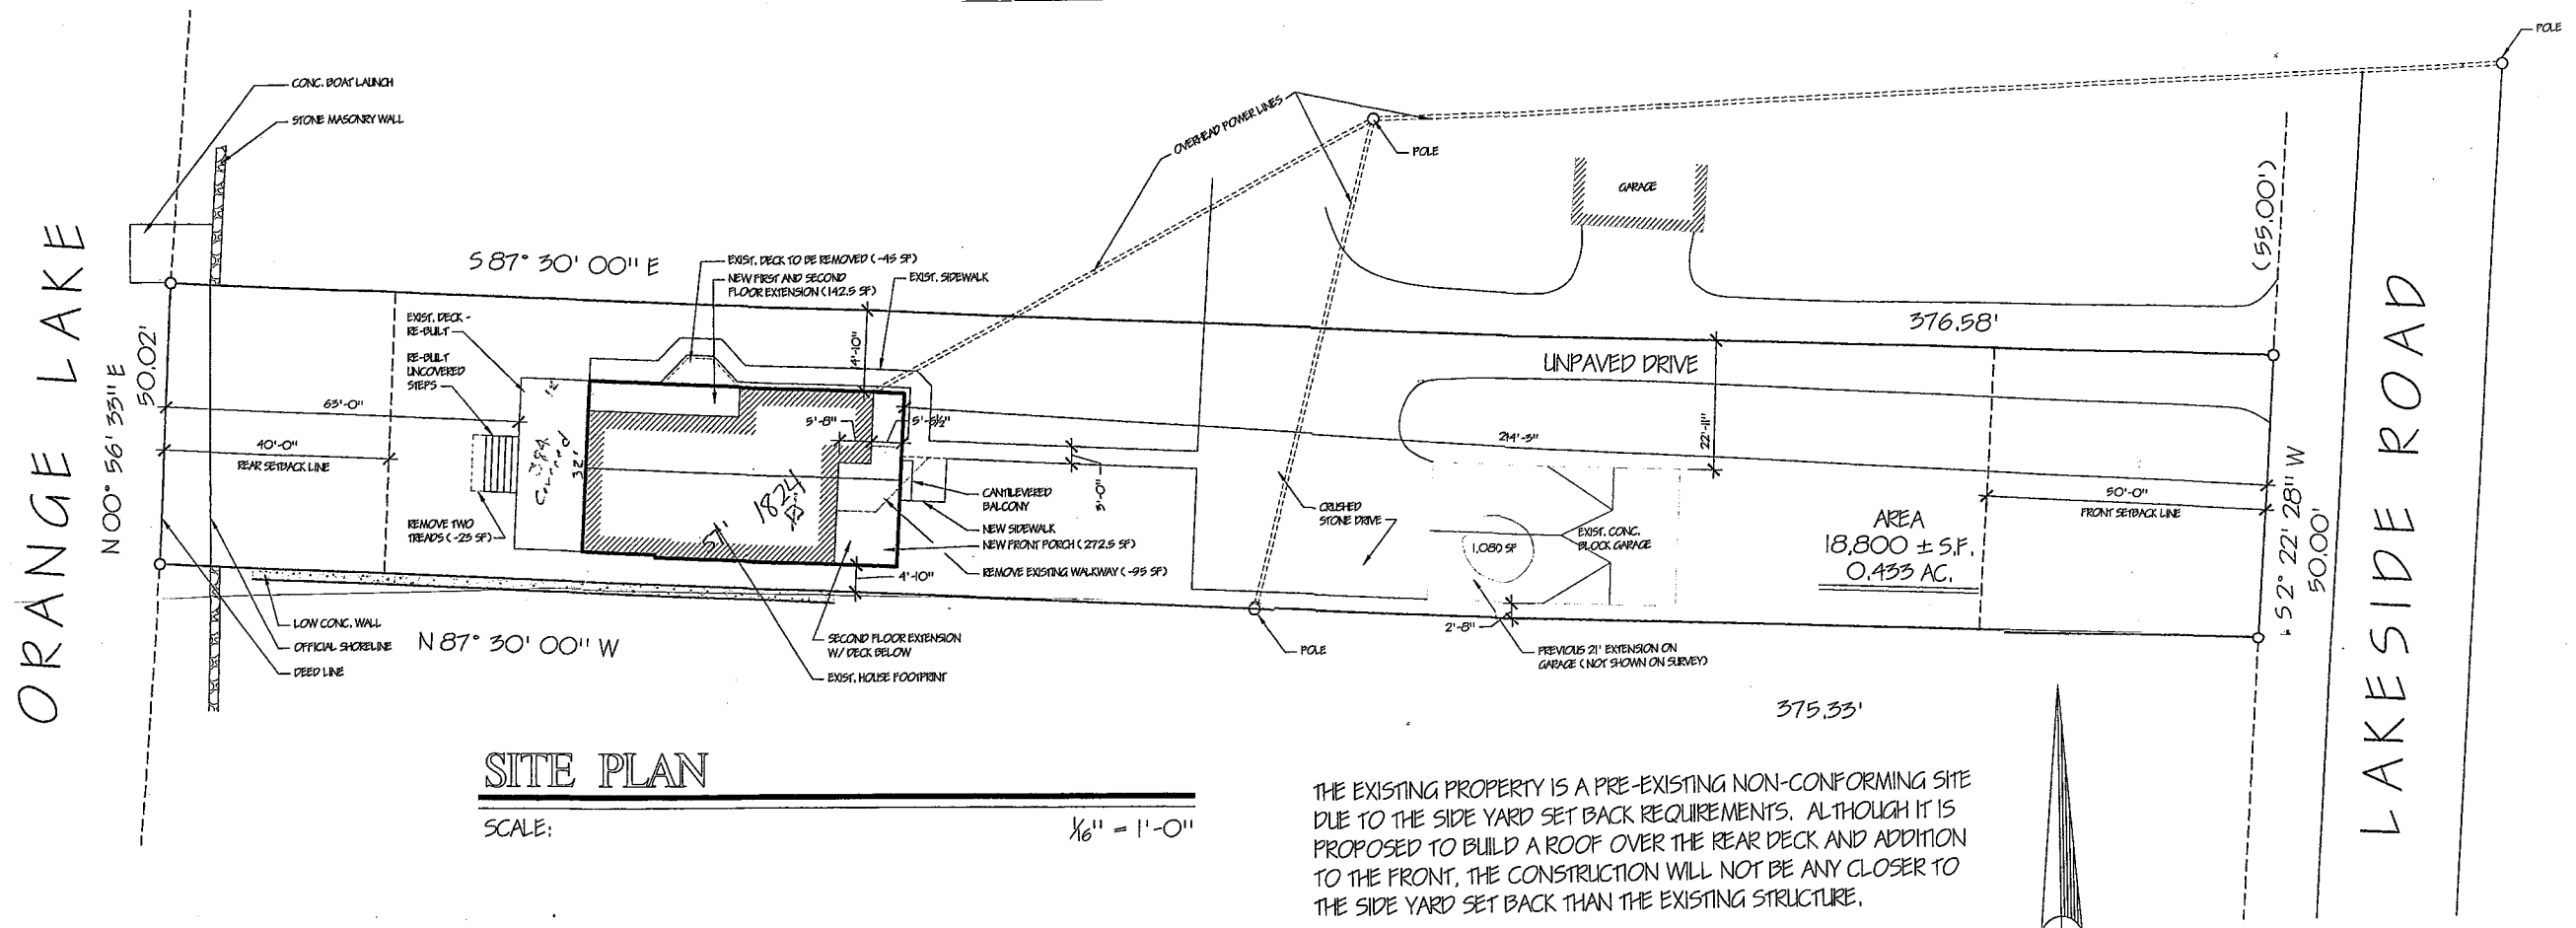 POLE
CONC. BOAT LAUNCH
STONE MASONRY WALL
OVERHEAD POWER LINES
POLE
GARAGE
(55.00')
ORANGE LAKE
S 87° 30' 00" E
EXIST. DECK TO BE REMOVED (-45 SF)
NEW FIRST AND SECOND
FLOOR EXTENSION (142.5 SF)
EXIST. SIDEWALK
EXIST. DECK -
RE-BUILT
RE-BUILT
UNCOVERED
STEPS
4'-10"
376.58'
UNPAVED DRIVE
N 00° 56' 33" E
50.02'
63'-0"
40'-0"
REAR SETBACK LINE
32'
1824
57'
5'-8"
5'-5½"
214'-3"
22'-11"
3'-0"
CANTILEVERED
BALCONY
NEW SIDEWALK
NEW FRONT PORCH (272.5 SF)
REMOVE EXISTING WALKWAY (-95 SF)
CRUSHED
STONE DRIVE
1,080 SF
EXIST. CONC.
BLOCK GARAGE
AREA
18,800 ± S.F.
0.433 AC.
50'-0"
FRONT SETBACK LINE
S 2° 22' 28" W
50.00'
LAKESIDE ROAD
REMOVE TWO
TREADS (-23 SF)
4'-10"
LOW CONC. WALL
OFFICIAL SHORELINE
DEED LINE
N 87° 30' 00" W
SECOND FLOOR EXTENSION
W/ DECK BELOW
EXIST. HOUSE FOOTPRINT
POLE
2'-8"
PREVIOUS 21' EXTENSION ON
GARAGE (NOT SHOWN ON SURVEY)
375.33'
SITE PLAN
SCALE: 1/16" = 1'-0"
THE EXISTING PROPERTY IS A PRE-EXISTING NON-CONFORMING SITE
DUE TO THE SIDE YARD SET BACK REQUIREMENTS. ALTHOUGH IT IS
PROPOSED TO BUILD A ROOF OVER THE REAR DECK AND ADDITION
TO THE FRONT, THE CONSTRUCTION WILL NOT BE ANY CLOSER TO
THE SIDE YARD SET BACK THAN THE EXISTING STRUCTURE.